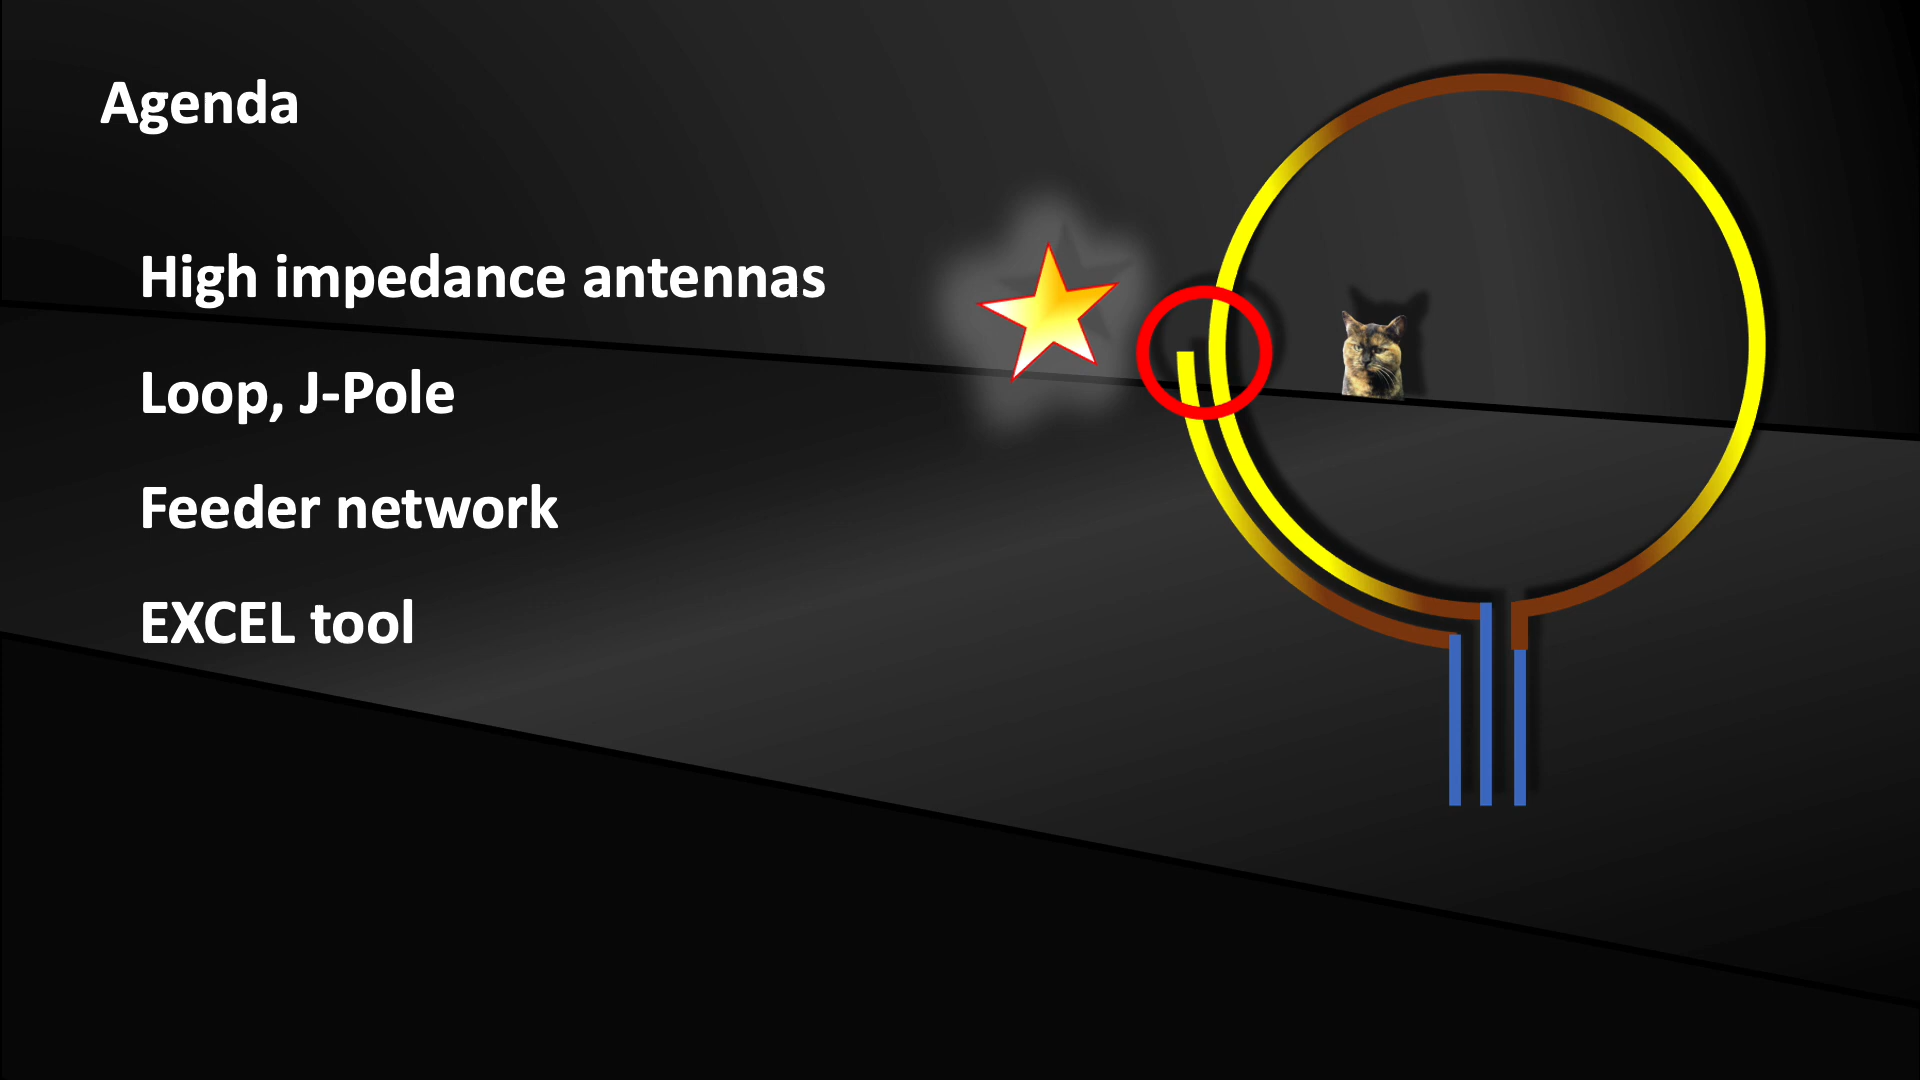 Agenda
High impedance antennas
Loop, J-Pole
Feeder network
EXCEL tool